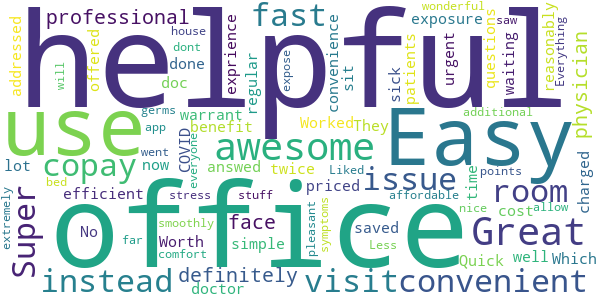 helpful
office
Easy
use
Great
awesome
instead
visit
convenient
room
issue
copay
Super
fast
professional
wonderful
exposure
saw
house
dont
addressed
offered
will
doc
done
exprience
expose
regular
convenience
sit
sick
patients
urgent
questions
waiting
reasonably
Everything
physician
germs
warrant
Worked
They
additional
app
benefit
COVID
everyone
went
answered
twice
Liked
points
lot
now
bed
efficient
stress
stuff
priced
affordable
time
nice
cost
allow
charged
extremely
No
far
smoothly
Worth
comfort
face
simple
pleasant
symptoms
saved
Less
Quick
well
Which
definitely
doctor